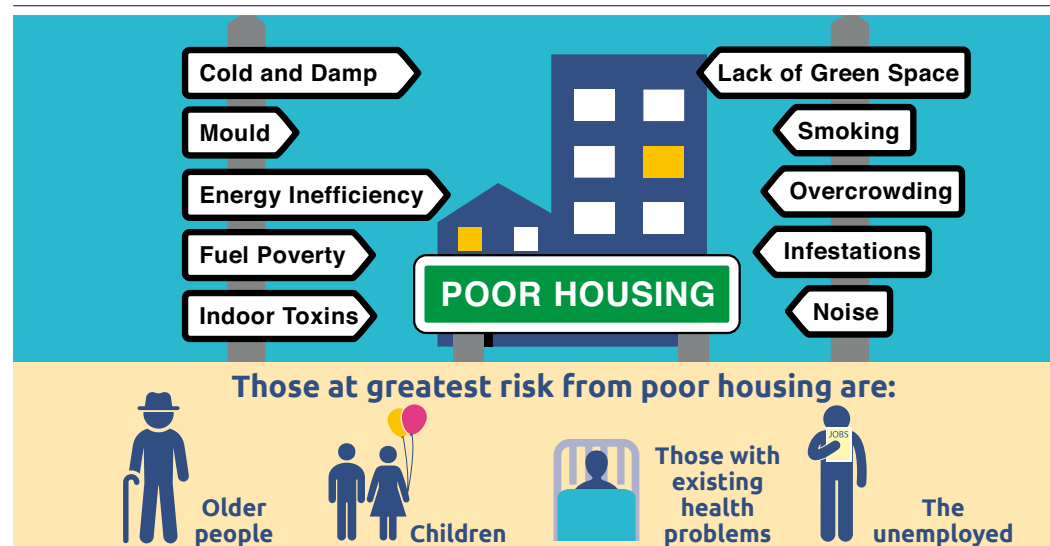 Cold and Damp
Mould
Energy Inefficiency
Fuel Poverty
Indoor Toxins
POOR HOUSING
Lack of Green Space
Smoking
Overcrowding
Infestations
Noise
Those at greatest risk from poor housing are:
Older
people
Children
Those with
existing
health
problems
JOBS
The
unemployed